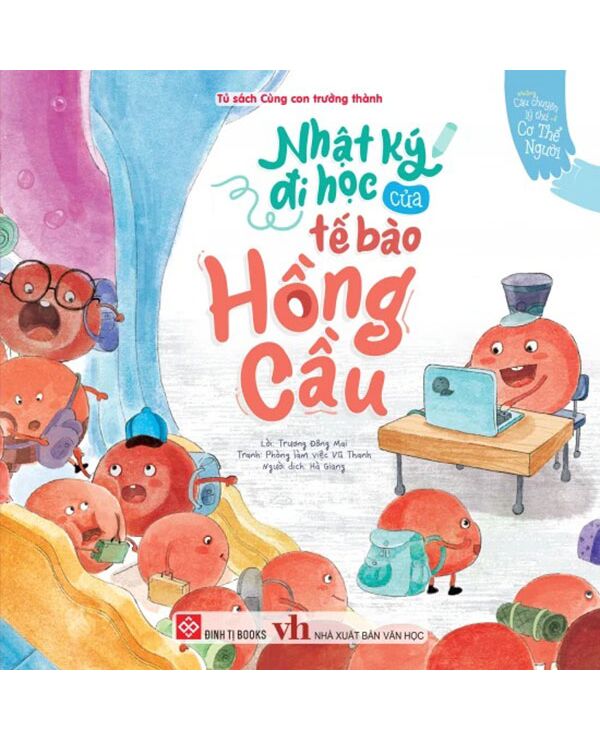 Tủ sách Cùng con trưởng thành
Những
Câu chuyện
lý thú về
Cơ Thể
Người
Nhật ký
đi học của
tế bào
Hồng
Cầu
Lời: Trương Đông Mai
Tranh: Phòng làm việc Vũ Thanh
Người dịch: Hà Giang
ĐINH TỊ BOOKS
vh NHÀ XUẤT BẢN VĂN HỌC